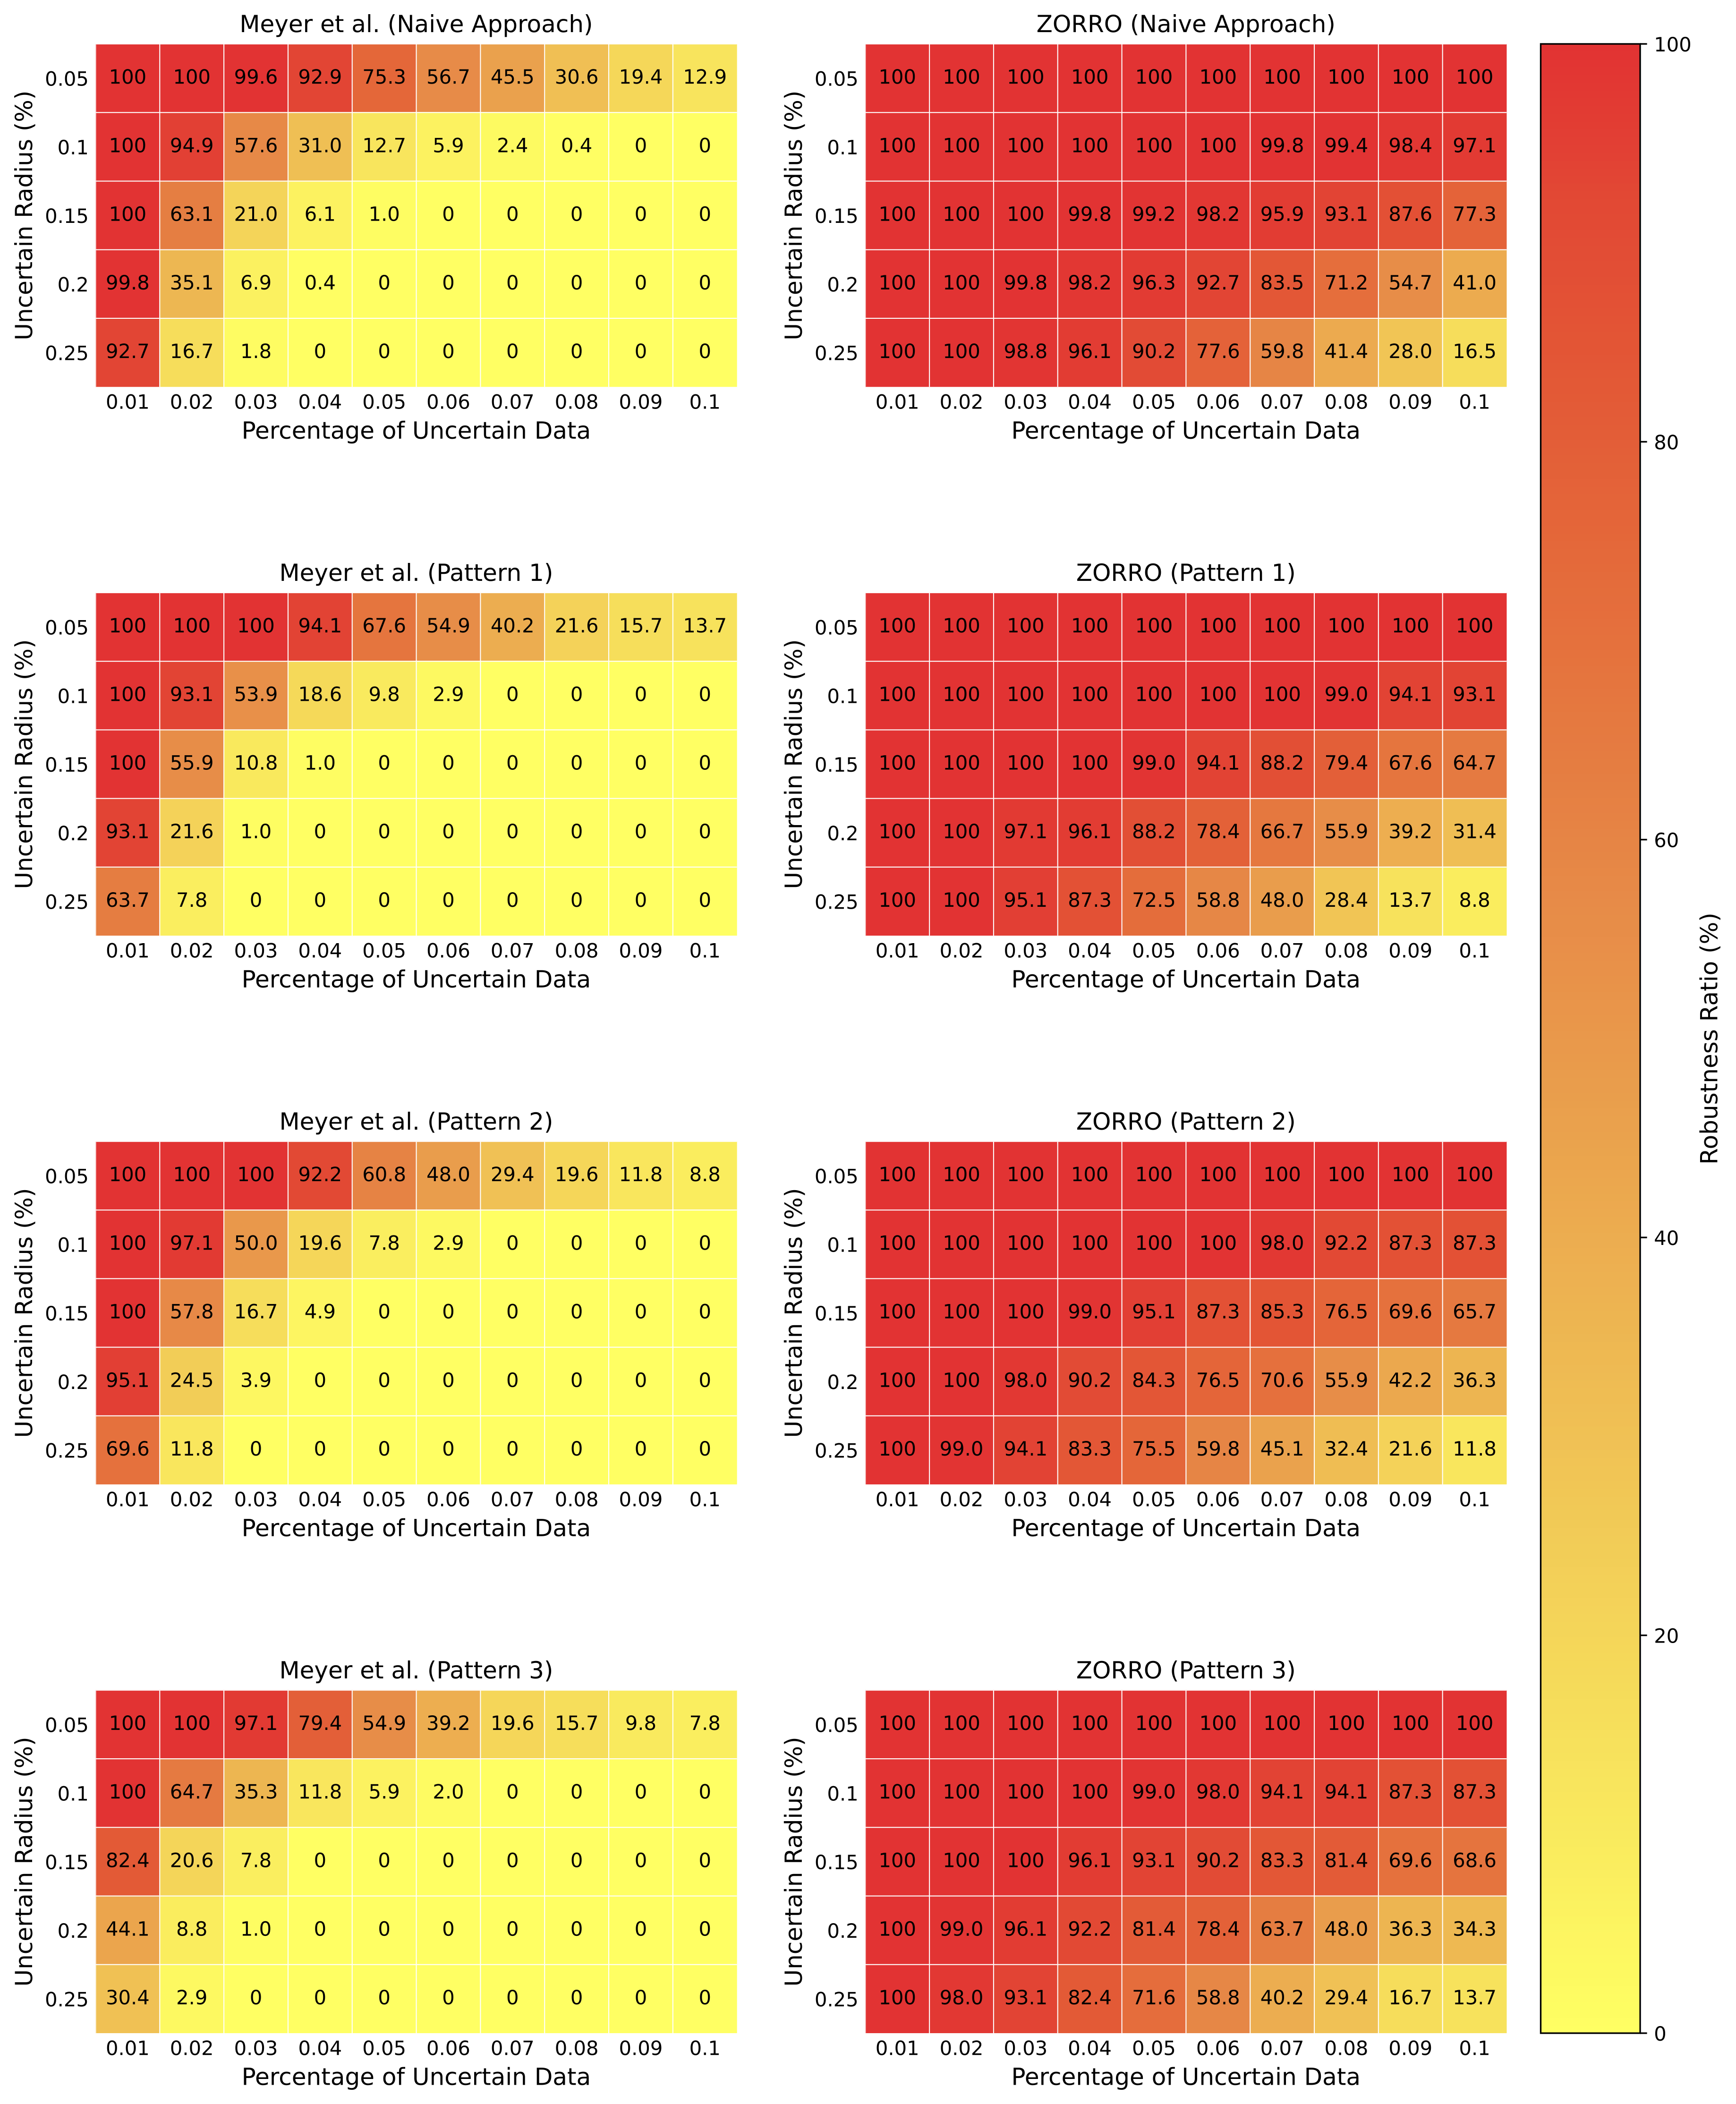 Meyer et al. (Naive Approach)
Uncertain Radius (%)
0.05 100 100 99.6 92.9 75.3 56.7 45.5 30.6 19.4 12.9
0.1 100 94.9 57.6 31.0 12.7 5.9 2.4 0.4 0 0
0.15 100 63.1 21.0 6.1 1.0 0 0 0 0 0
0.2 99.8 35.1 6.9 0.4 0 0 0 0 0 0
0.25 92.7 16.7 1.8 0 0 0 0 0 0 0
0.01 0.02 0.03 0.04 0.05 0.06 0.07 0.08 0.09 0.1
Percentage of Uncertain Data
ZORRO (Naive Approach)
Uncertain Radius (%)
0.05 100 100 100 100 100 100 100 100 100 100
0.1 100 100 100 100 100 100 99.8 99.4 98.4 97.1
0.15 100 100 100 99.8 99.2 98.2 95.9 93.1 87.6 77.3
0.2 100 100 99.8 98.2 96.3 92.7 83.5 71.2 54.7 41.0
0.25 100 100 98.8 96.1 90.2 77.6 59.8 41.4 28.0 16.5
0.01 0.02 0.03 0.04 0.05 0.06 0.07 0.08 0.09 0.1
Percentage of Uncertain Data
Meyer et al. (Pattern 1)
Uncertain Radius (%)
0.05 100 100 100 94.1 67.6 54.9 40.2 21.6 15.7 13.7
0.1 100 93.1 53.9 18.6 9.8 2.9 0 0 0 0
0.15 100 55.9 10.8 1.0 0 0 0 0 0 0
0.2 93.1 21.6 1.0 0 0 0 0 0 0 0
0.25 63.7 7.8 0 0 0 0 0 0 0 0
0.01 0.02 0.03 0.04 0.05 0.06 0.07 0.08 0.09 0.1
Percentage of Uncertain Data
ZORRO (Pattern 1)
Uncertain Radius (%)
0.05 100 100 100 100 100 100 100 100 100 100
0.1 100 100 100 100 100 100 100 99.0 94.1 93.1
0.15 100 100 100 100 99.0 94.1 88.2 79.4 67.6 64.7
0.2 100 100 97.1 96.1 88.2 78.4 66.7 55.9 39.2 31.4
0.25 100 100 95.1 87.3 72.5 58.8 48.0 28.4 13.7 8.8
0.01 0.02 0.03 0.04 0.05 0.06 0.07 0.08 0.09 0.1
Percentage of Uncertain Data
Meyer et al. (Pattern 2)
Uncertain Radius (%)
0.05 100 100 100 92.2 60.8 48.0 29.4 19.6 11.8 8.8
0.1 100 97.1 50.0 19.6 7.8 2.9 0 0 0 0
0.15 100 57.8 16.7 4.9 0 0 0 0 0 0
0.2 95.1 24.5 3.9 0 0 0 0 0 0 0
0.25 69.6 11.8 0 0 0 0 0 0 0 0
0.01 0.02 0.03 0.04 0.05 0.06 0.07 0.08 0.09 0.1
Percentage of Uncertain Data
ZORRO (Pattern 2)
Uncertain Radius (%)
0.05 100 100 100 100 100 100 100 100 100 100
0.1 100 100 100 100 100 100 98.0 92.2 87.3 87.3
0.15 100 100 100 99.0 95.1 87.3 85.3 76.5 69.6 65.7
0.2 100 100 98.0 90.2 84.3 76.5 70.6 55.9 42.2 36.3
0.25 100 99.0 94.1 83.3 75.5 59.8 45.1 32.4 21.6 11.8
0.01 0.02 0.03 0.04 0.05 0.06 0.07 0.08 0.09 0.1
Percentage of Uncertain Data
Meyer et al. (Pattern 3)
Uncertain Radius (%)
0.05 100 100 97.1 79.4 54.9 39.2 19.6 15.7 9.8 7.8
0.1 100 64.7 35.3 11.8 5.9 2.0 0 0 0 0
0.15 82.4 20.6 7.8 0 0 0 0 0 0 0
0.2 44.1 8.8 1.0 0 0 0 0 0 0 0
0.25 30.4 2.9 0 0 0 0 0 0 0 0
0.01 0.02 0.03 0.04 0.05 0.06 0.07 0.08 0.09 0.1
Percentage of Uncertain Data
ZORRO (Pattern 3)
Uncertain Radius (%)
0.05 100 100 100 100 100 100 100 100 100 100
0.1 100 100 100 100 99.0 98.0 94.1 94.1 87.3 87.3
0.15 100 100 100 96.1 93.1 90.2 83.3 81.4 69.6 68.6
0.2 100 99.0 96.1 92.2 81.4 78.4 63.7 48.0 36.3 34.3
0.25 100 98.0 93.1 82.4 71.6 58.8 40.2 29.4 16.7 13.7
0.01 0.02 0.03 0.04 0.05 0.06 0.07 0.08 0.09 0.1
Percentage of Uncertain Data
100
80
60
40
20
0
Robustness Ratio (%)